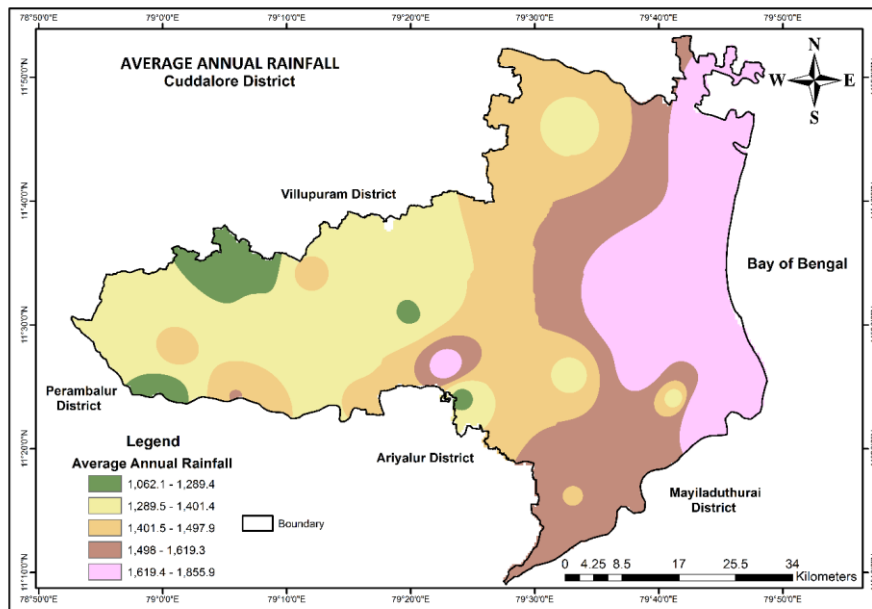 78°50'0"E 79°0'0"E 79°10'0"E 79°20'0"E 79°30'0"E 79°40'0"E 79°50'0"E
AVERAGE ANNUAL RAINFALL
Cuddalore District
N
W E
S
11°50'0"N
11°40'0"N
Villupuram District
Bay of Bengal
11°30'0"N
Perambalur
District
11°20'0"N
Ariyalur District
Mayiladuthurai
District
Legend
Average Annual Rainfall
1,062.1 - 1,289.4
1,289.5 - 1,401.4
1,401.5 - 1,497.9
1,498 - 1,619.3
1,619.4 - 1,855.9
Boundary
11°10'0"N
0 4.25 8.5 17 25.5 34
Kilometers
78°50'0"E 79°0'0"E 79°10'0"E 79°20'0"E 79°30'0"E 79°40'0"E 79°50'0"E